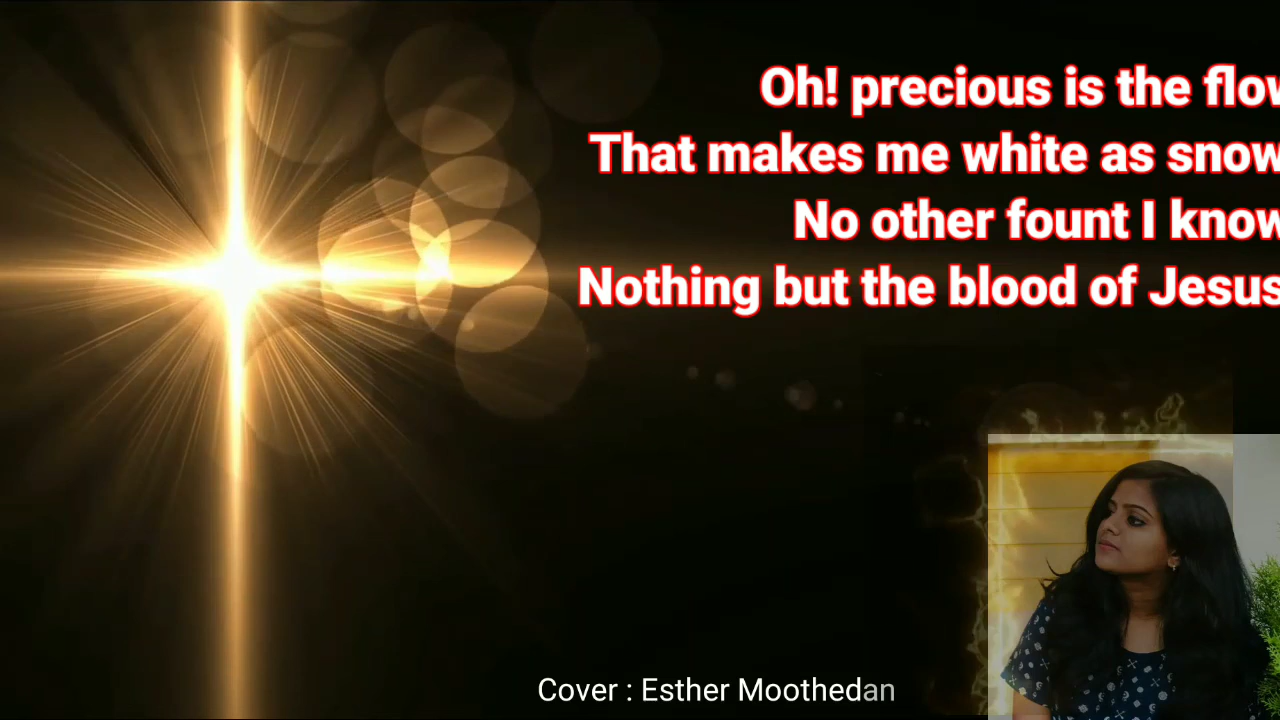 Oh! precious is the flow
That makes me white as snow
No other fount I know
Nothing but the blood of Jesus
Cover : Esther Moothedan